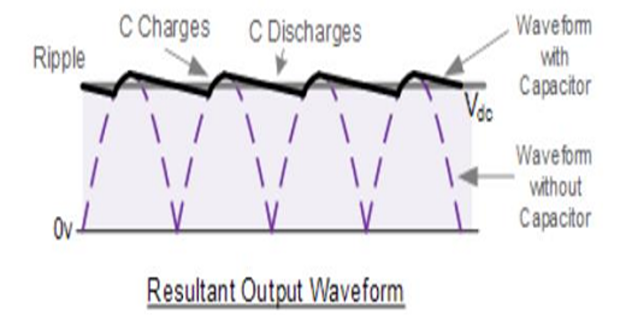 C Charges
C Discharges
Waveform
with
Capacitor
Ripple
Vdc
Waveform
without
Capacitor
0v
Resultant Output Waveform